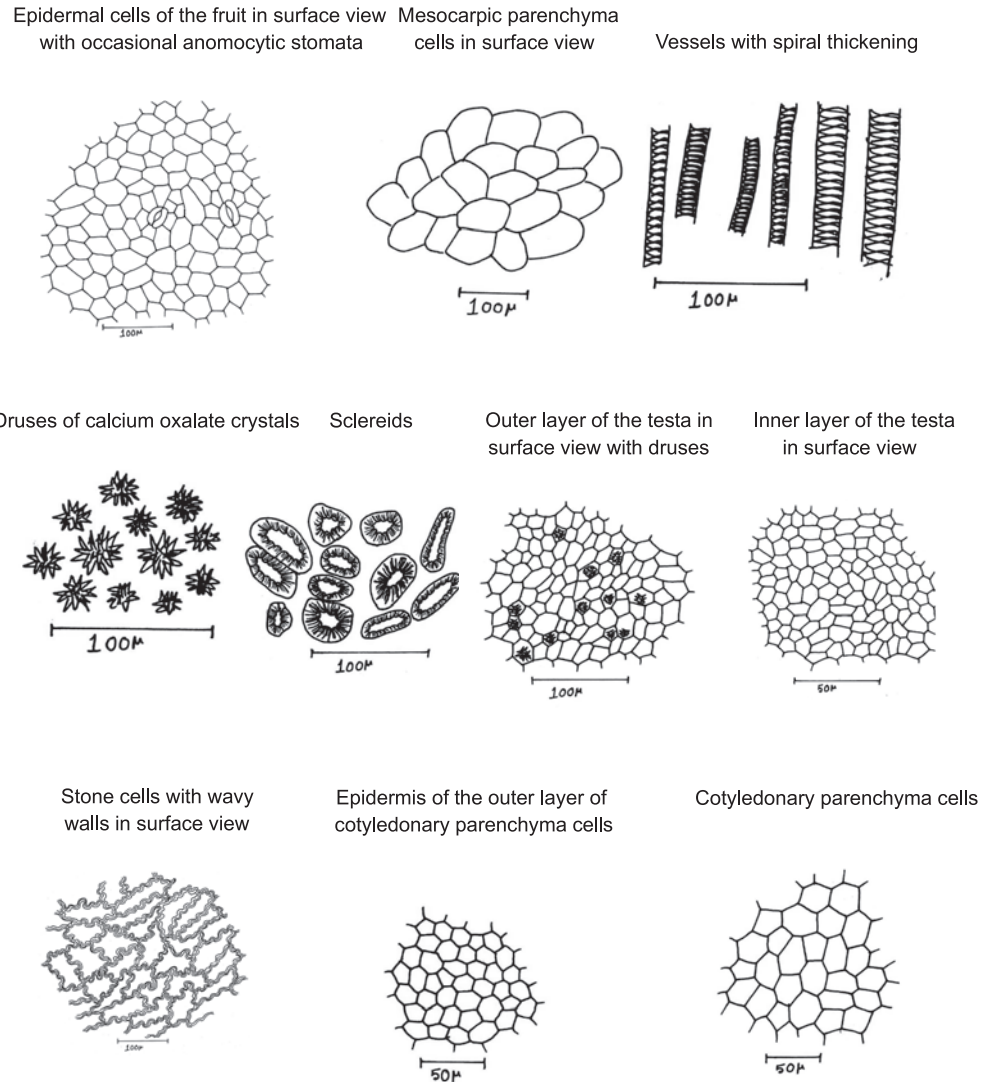 Epidermal cells of the fruit in surface view
with occasional anomocytic stomata
Mesocarpic parenchyma
cells in surface view
Vessels with spiral thickening
100µ
100µ
100µ
Druses of calcium oxalate crystals
Sclereids
Outer layer of the testa in
surface view with druses
Inner layer of the testa
in surface view
100µ
100µ
100µ
50µ
Stone cells with wavy
walls in surface view
Epidermis of the outer layer of
cotyledonary parenchyma cells
Cotyledonary parenchyma cells
100µ
50µ
50µ